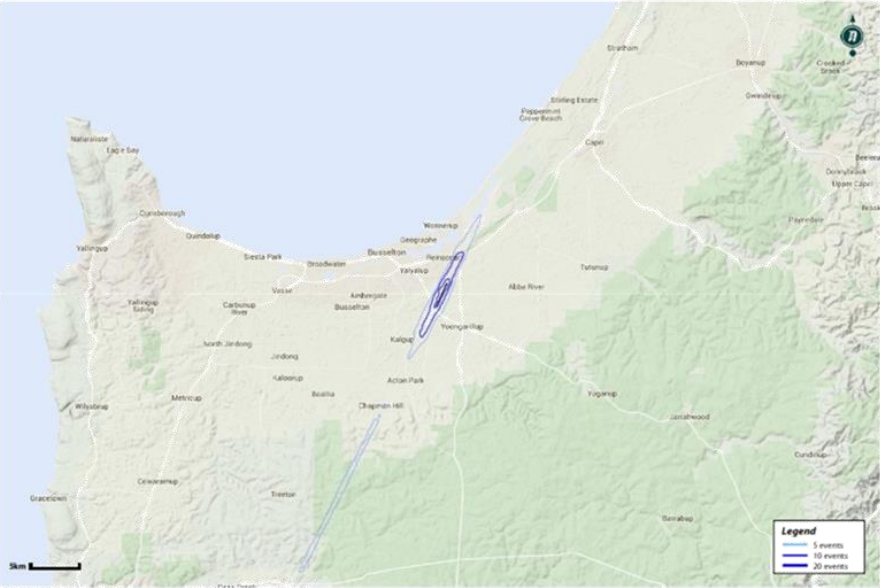 Stratham
Boyanup
Crooked
Brook
Gwindinup
Stirling Estate
Peppermint
Grove Beach
Naturaliste
Eagle Bay
Capel
Donnybrook
Upper Capel
Dunsborough
Paynedale
Wonnerup
Quindalup
Geographe
Yallingup
Busselton
Reinscourt
Siesta Park
Broadwater
Yalyalup
Tutunup
Vasse
Ambergate
Abba River
Yallingup
Siding
Carbunup
River
Busselton
Yoongarillup
Kalgup
North Jindong
Jindong
Kaloorup
Acton Park
Metricup
Boallia
Yoganup
Wilyabrup
Chapman Hill
Jarrahwood
Cundinup
Cowaramup
Treeton
Gracetown
Barrabup
Legend
5 events
10 events
20 events
5km
n